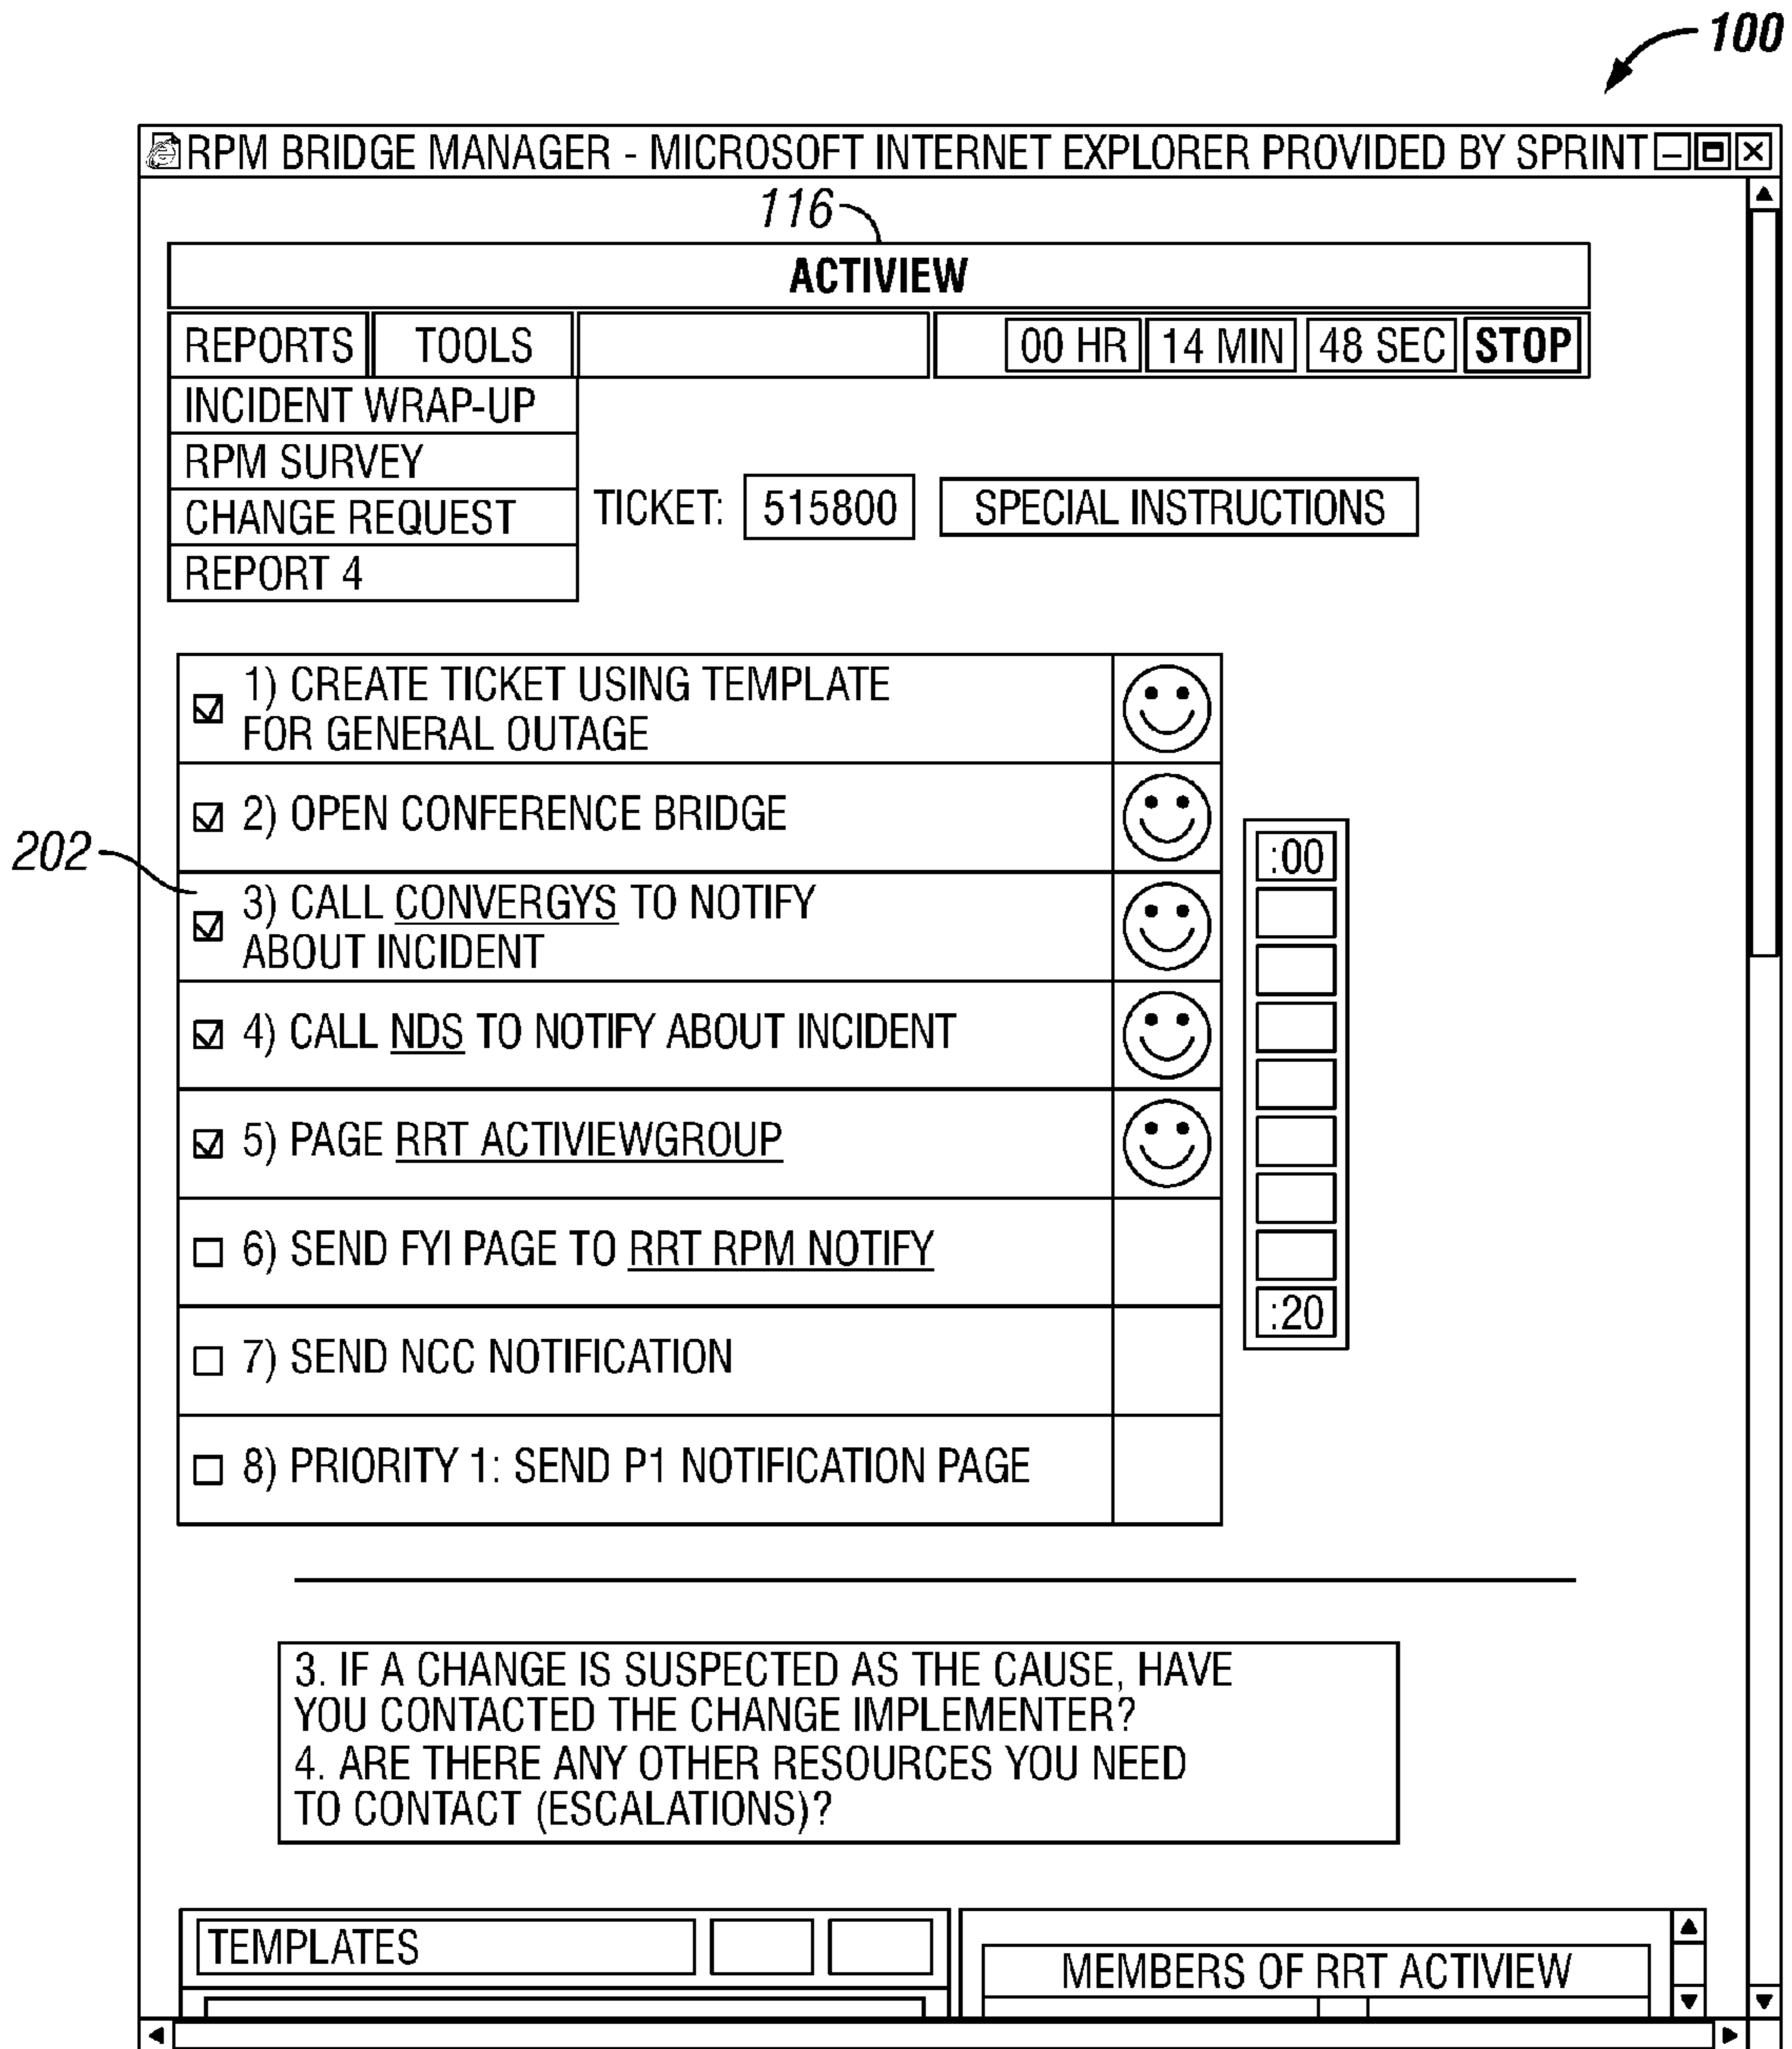 100
RPM BRIDGE MANAGER - MICROSOFT INTERNET EXPLORER PROVIDED BY SPRINT
116
ACTIVIEW
REPORTS TOOLS 00 HR 14 MIN 48 SEC STOP
INCIDENT WRAP-UP
RPM SURVEY
CHANGE REQUEST
REPORT 4
TICKET: 515800 SPECIAL INSTRUCTIONS
1) CREATE TICKET USING TEMPLATE
FOR GENERAL OUTAGE
2) OPEN CONFERENCE BRIDGE
202
3) CALL CONVERGYS TO NOTIFY
ABOUT INCIDENT
4) CALL NDS TO NOTIFY ABOUT INCIDENT
5) PAGE RRT ACTIVIEWGROUP
6) SEND FYI PAGE TO RRT RPM NOTIFY
7) SEND NCC NOTIFICATION
8) PRIORITY 1: SEND P1 NOTIFICATION PAGE
:00
:20
3. IF A CHANGE IS SUSPECTED AS THE CAUSE, HAVE
YOU CONTACTED THE CHANGE IMPLEMENTER?
4. ARE THERE ANY OTHER RESOURCES YOU NEED
TO CONTACT (ESCALATIONS)?
TEMPLATES
MEMBERS OF RRT ACTIVIEW